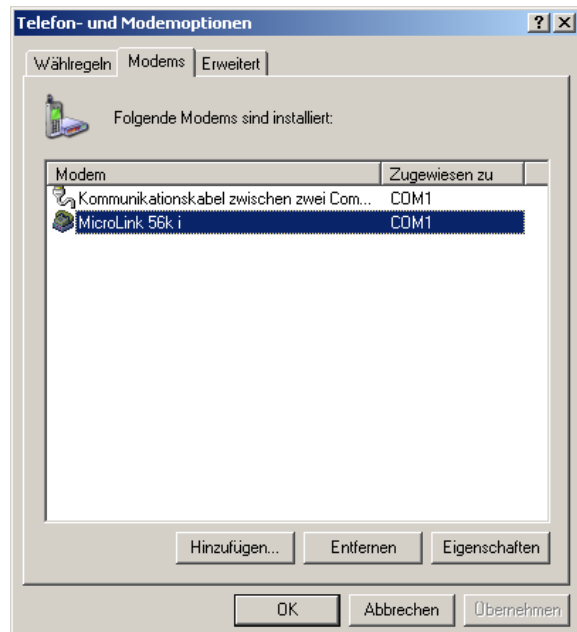 Telefon- und Modemoptionen
Wählregeln Modems Erweitert
Folgende Modems sind installiert:
Modem Zugewiesen zu
Kommunikationskabel zwischen zwei Com... COM1
MicroLink 56k i COM1
Hinzufügen... Entfernen Eigenschaften
OK Abbrechen Übernehmen